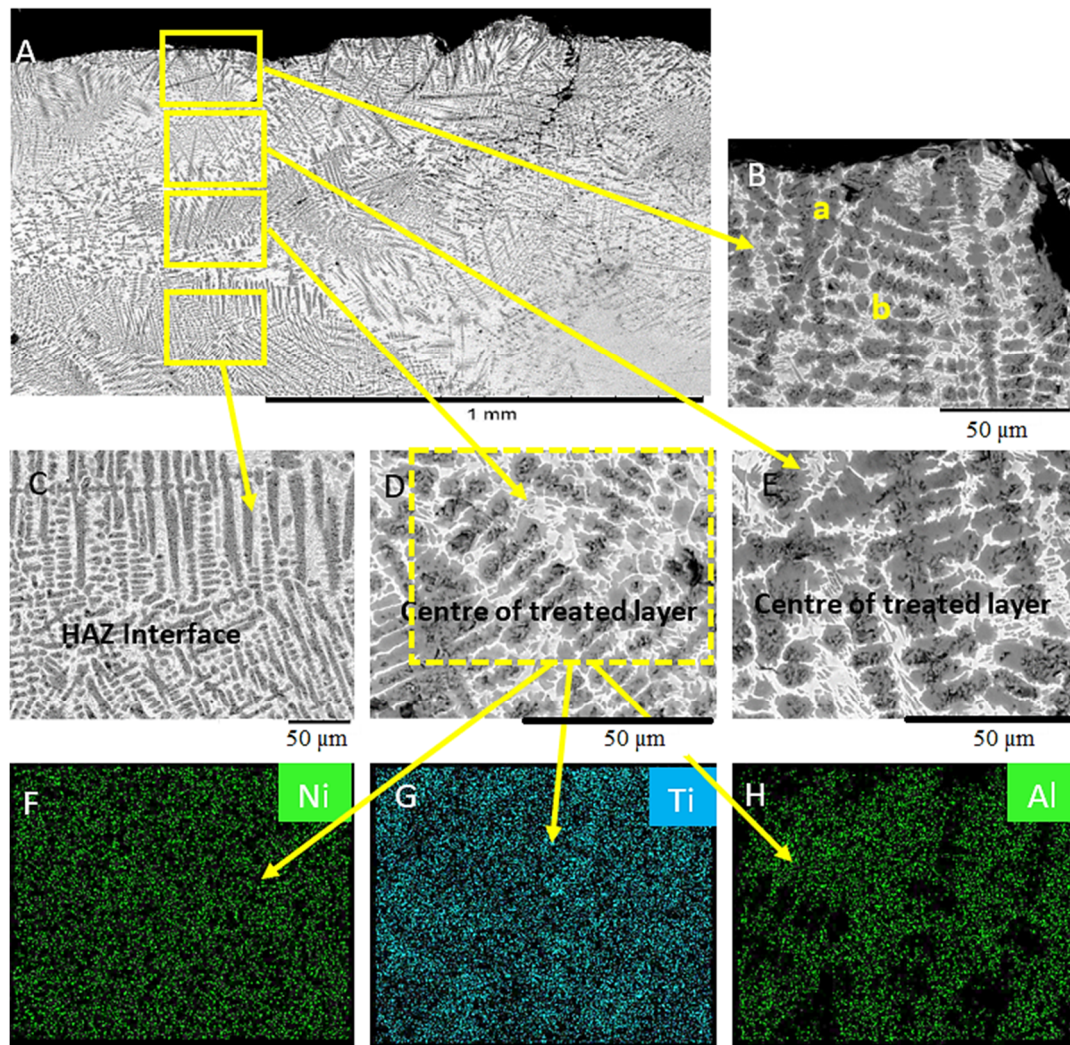 A
1 mm
B
a
b
50 μm
C
HAZ Interface
50 μm
D
Centre of treated layer
50 μm
E
Centre of treated layer
50 μm
F
Ni
G
Ti
H
Al